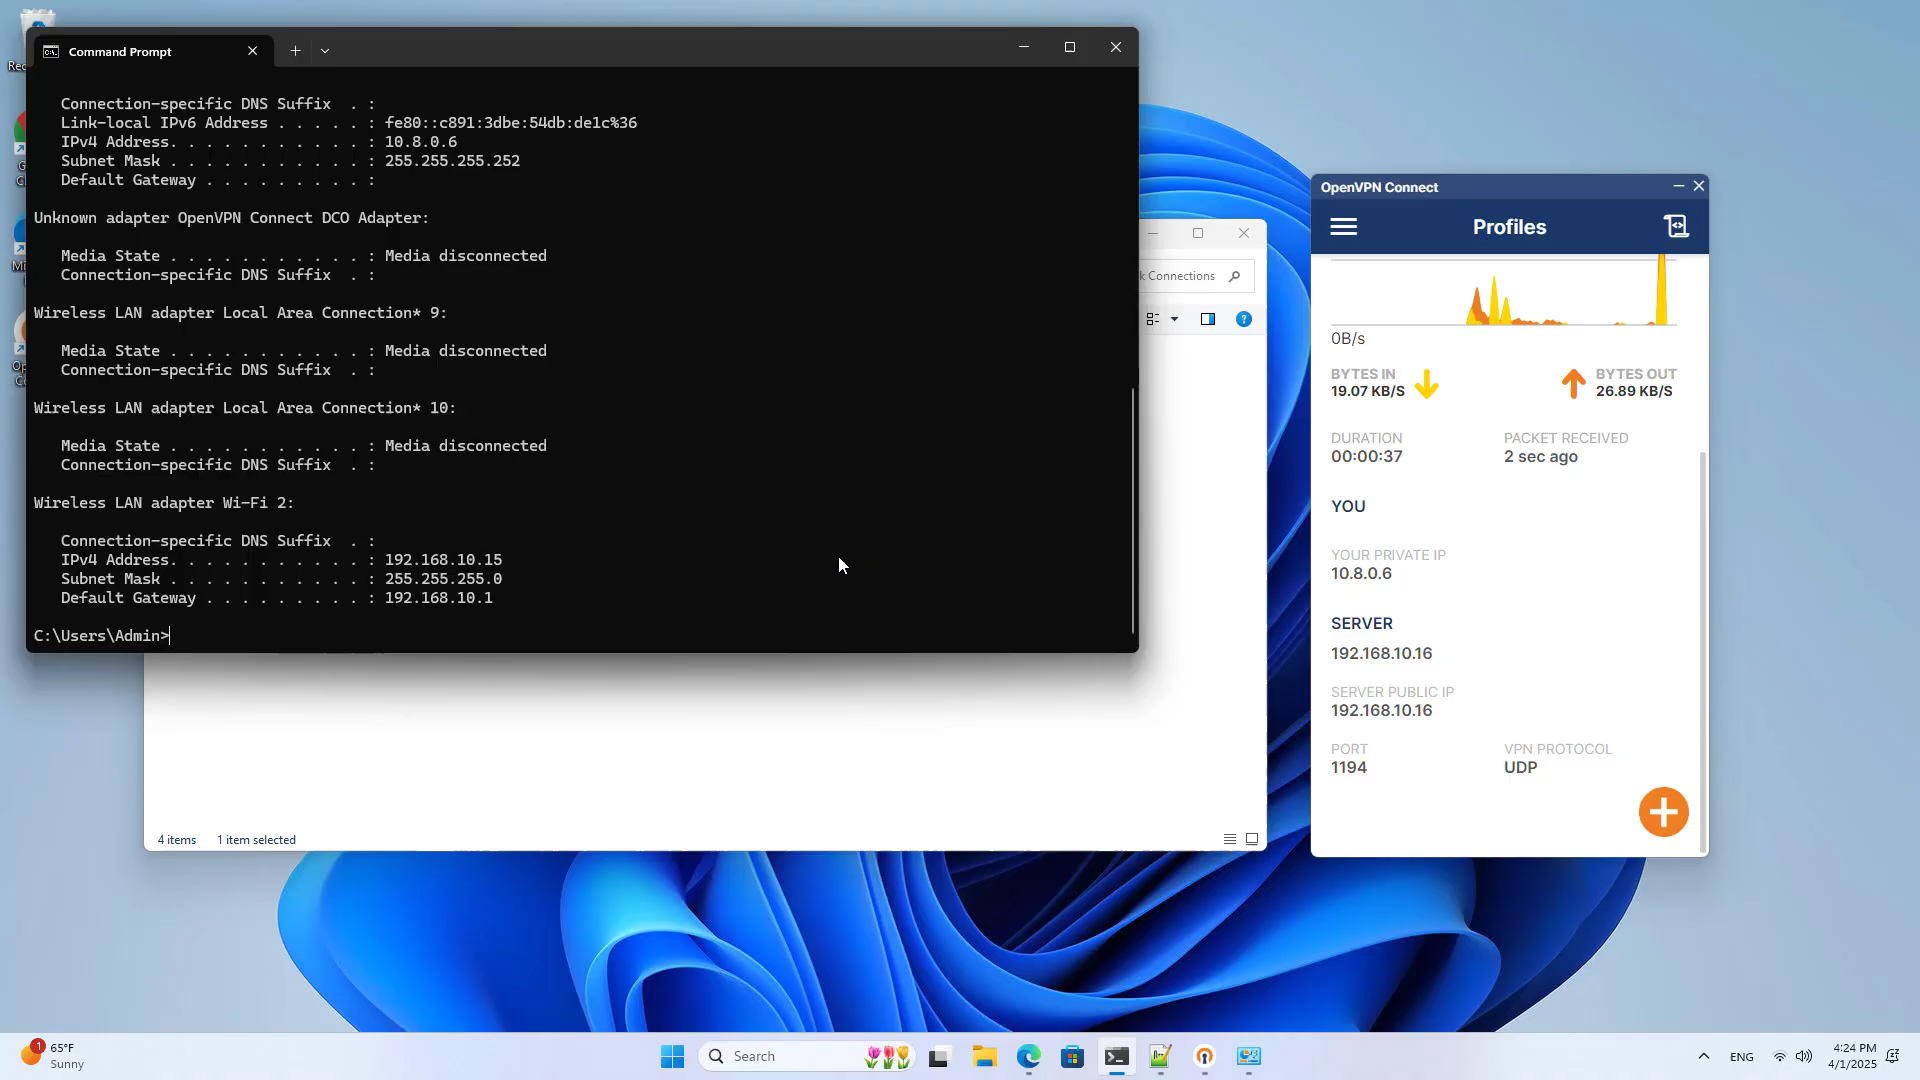 Command Prompt
Connection-specific DNS Suffix  . :
Link-local IPv6 Address . . . . . : fe80::c891:3dbe:54db:de1c%36
IPv4 Address. . . . . . . . . . . : 10.8.0.6
Subnet Mask . . . . . . . . . . . : 255.255.255.252
Default Gateway . . . . . . . . . :
Unknown adapter OpenVPN Connect DCO Adapter:
Media State . . . . . . . . . . . : Media disconnected
Connection-specific DNS Suffix  . :
Wireless LAN adapter Local Area Connection* 9:
Media State . . . . . . . . . . . : Media disconnected
Connection-specific DNS Suffix  . :
Wireless LAN adapter Local Area Connection* 10:
Media State . . . . . . . . . . . : Media disconnected
Connection-specific DNS Suffix  . :
Wireless LAN adapter Wi-Fi 2:
Connection-specific DNS Suffix  . :
IPv4 Address. . . . . . . . . . . : 192.168.10.15
Subnet Mask . . . . . . . . . . . : 255.255.255.0
Default Gateway . . . . . . . . . : 192.168.10.1
C:\Users\Admin>
k Connections
4 items 1 item selected
OpenVPN Connect
Profiles
0B/s
BYTES IN
19.07 KB/S
BYTES OUT
26.89 KB/S
DURATION
00:00:37
PACKET RECEIVED
2 sec ago
YOU
YOUR PRIVATE IP
10.8.0.6
SERVER
192.168.10.16
SERVER PUBLIC IP
192.168.10.16
PORT
1194
VPN PROTOCOL
UDP
1
65°F
Sunny
Search
ENG
4:24 PM
4/1/2025